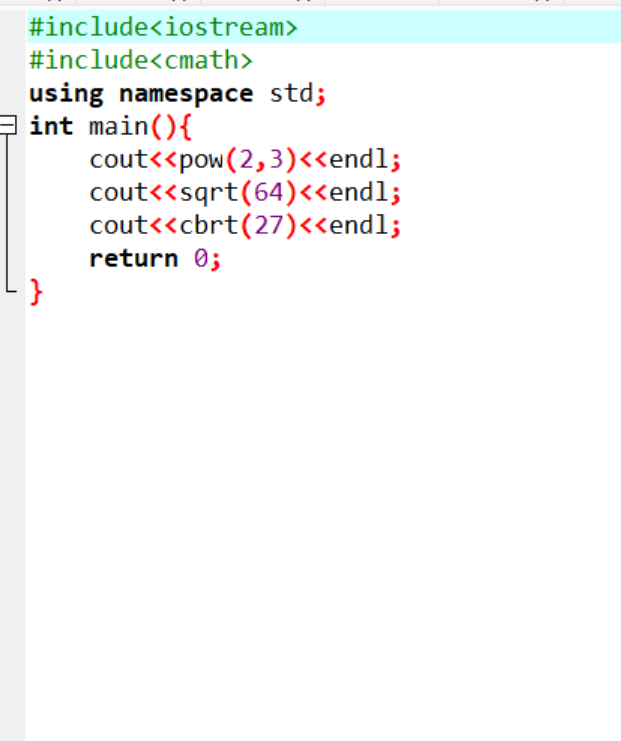 #include<iostream>
#include<cmath>
using namespace std;
int main(){
    cout<<pow(2,3)<<endl;
    cout<<sqrt(64)<<endl;
    cout<<cbrt(27)<<endl;
    return 0;
}